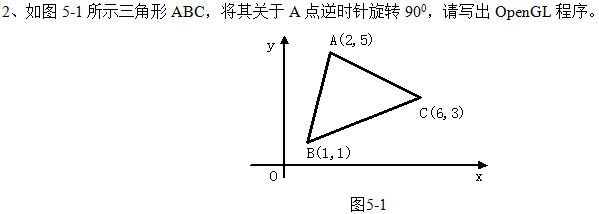 2、如图 5-1 所示三角形 ABC，将其关于 A 点逆时针旋转 90⁰，请写出 OpenGL 程序。
A(2,5)
y
C(6,3)
B(1,1)
O
x
图5-1